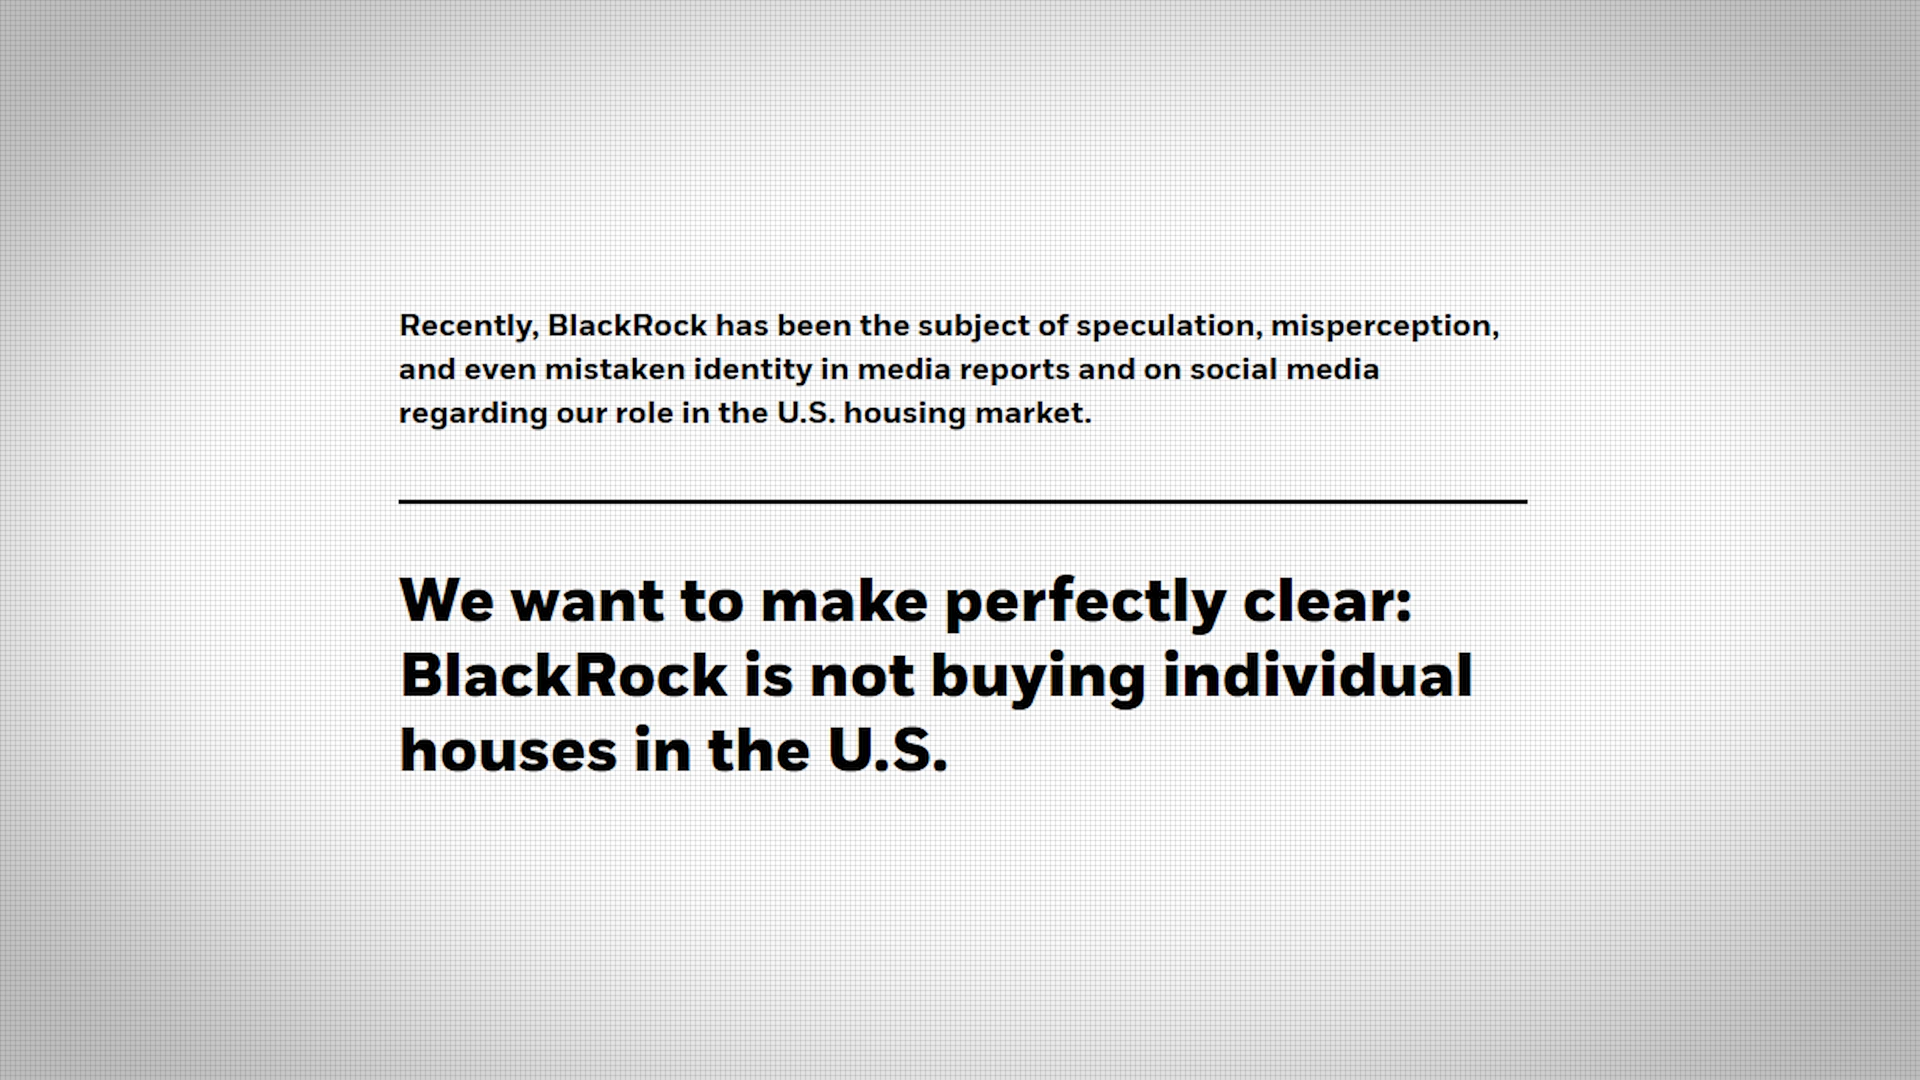 Recently, BlackRock has been the subject of speculation, misperception,
and even mistaken identity in media reports and on social media
regarding our role in the U.S. housing market.
We want to make perfectly clear:
BlackRock is not buying individual
houses in the U.S.